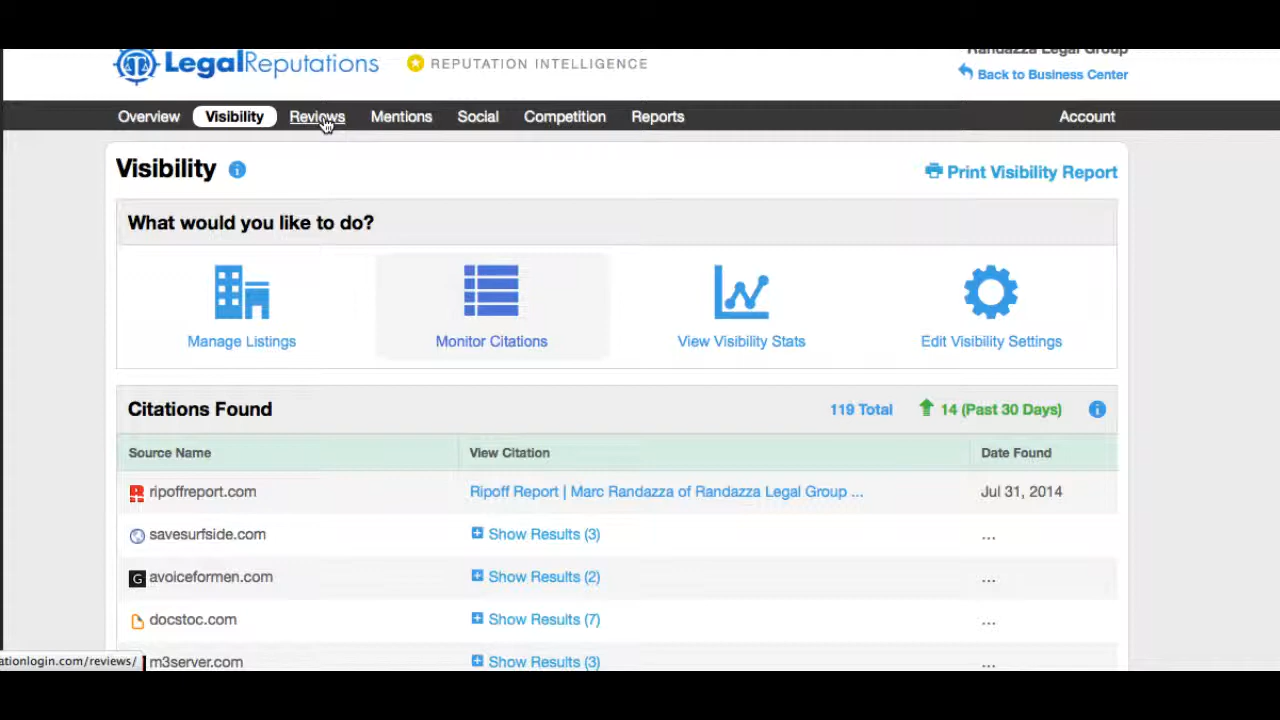 Randazza Legal Group
LegalReputations REPUTATION INTELLIGENCE
Back to Business Center
Overview Visibility Reviews Mentions Social Competition Reports Account
Visibility
Print Visibility Report
What would you like to do?
Manage Listings Monitor Citations View Visibility Stats Edit Visibility Settings
Citations Found 119 Total 14 (Past 30 Days)
Source Name View Citation Date Found
ripoffreport.com Ripoff Report | Marc Randazza of Randazza Legal Group ... Jul 31, 2014
savesurfside.com Show Results (3) ...
avoiceformen.com Show Results (2) ...
docstoc.com Show Results (7) ...
ationlogin.com/reviews/ m3server.com Show Results (3) ...